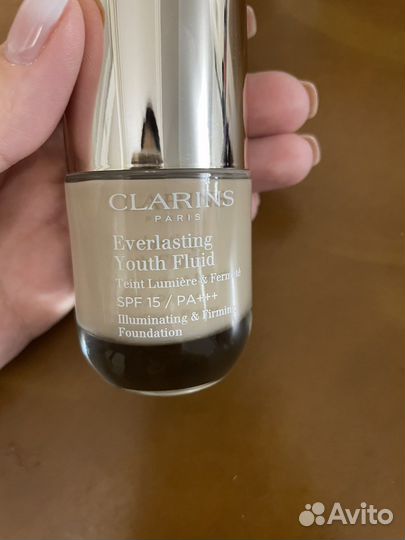 CLARINS
PARIS
Everlasting
Youth Fluid
Teint Lumière & Fermeté
SPF 15 / PA+++
Illuminating & Firming
Foundation
Avito